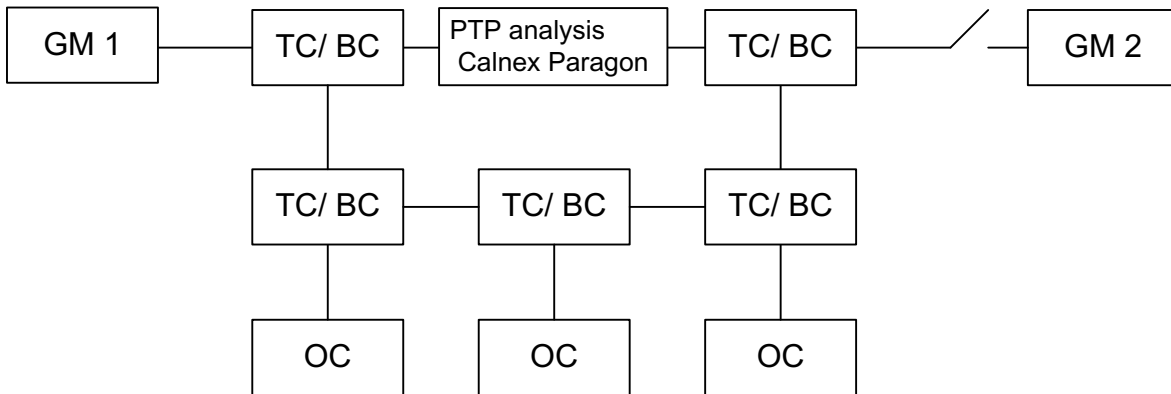 GM 1
TC/ BC
PTP analysis
Calnex Paragon
TC/ BC
GM 2
TC/ BC
TC/ BC
TC/ BC
OC
OC
OC